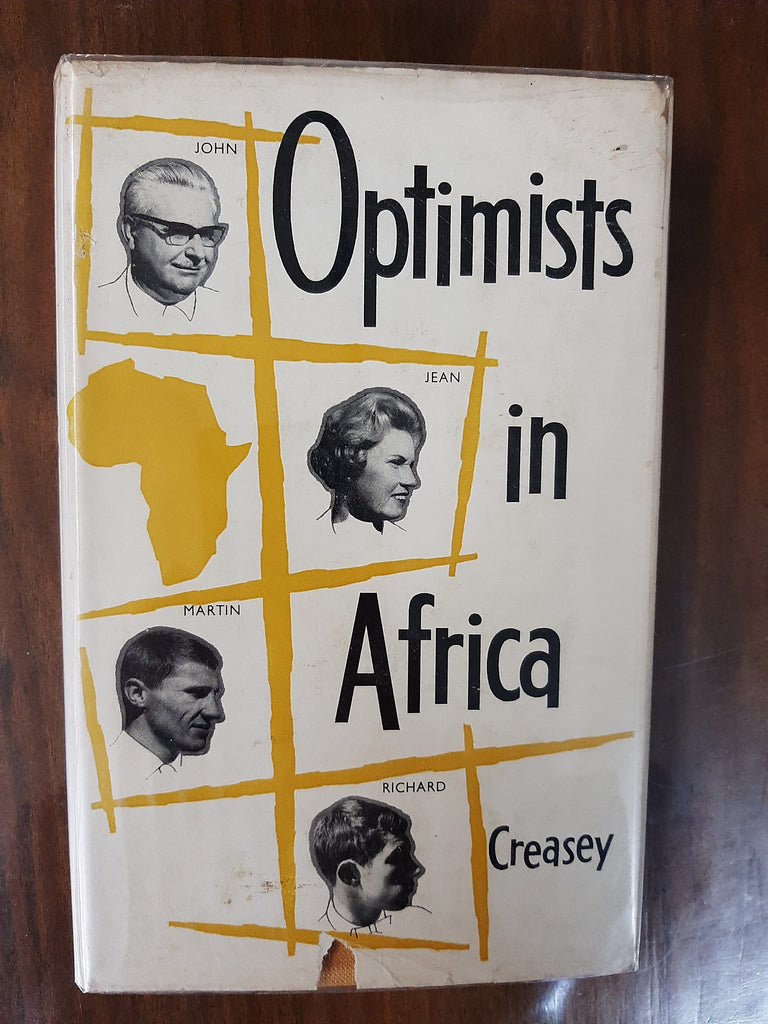 JOHN
Optimists
JEAN
in
MARTIN
Africa
RICHARD
Creasey